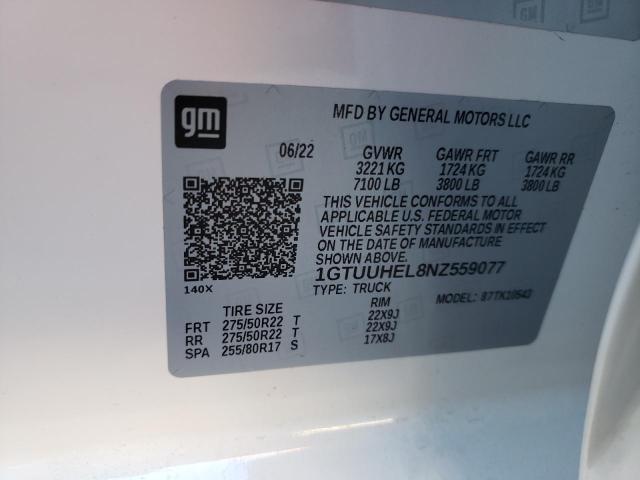 gm
MFD BY GENERAL MOTORS LLC
06/22 GVWR GAWR FRT GAWR RR
3221 KG 1724 KG 1724 KG
7100 LB 3800 LB 3800 LB
THIS VEHICLE CONFORMS TO ALL
APPLICABLE U.S. FEDERAL MOTOR
VEHICLE SAFETY STANDARDS IN EFFECT
ON THE DATE OF MANUFACTURE
SHOWN ABOVE.
1GTUUHEL8NZ559077
140X
TYPE: TRUCK MODEL: 87TK10543
TIRE SIZE RIM
FRT 275/50R22 T 22X9J
RR 275/50R22 T 22X9J
SPA 255/80R17 S 17X8J